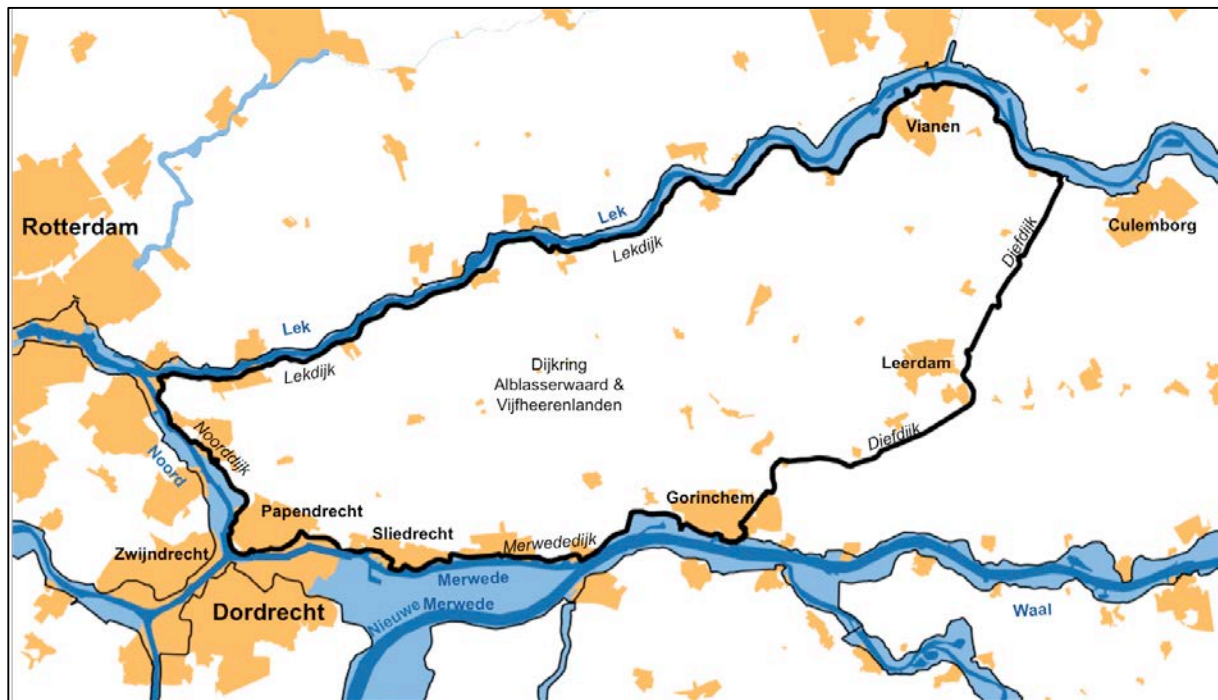 Vianen
Rotterdam
Lek
Lekdijk
Culemborg
Diefdijk
Lek
Lekdijk
Dijkring
Alblasserwaard &
Vijfheerenlanden
Leerdam
Noorddijk
Noord
Diefdijk
Papendrecht
Gorinchem
Sliedrecht
Zwijndrecht
Merwededijk
Merwede
Dordrecht
Nieuwe Merwede
Waal